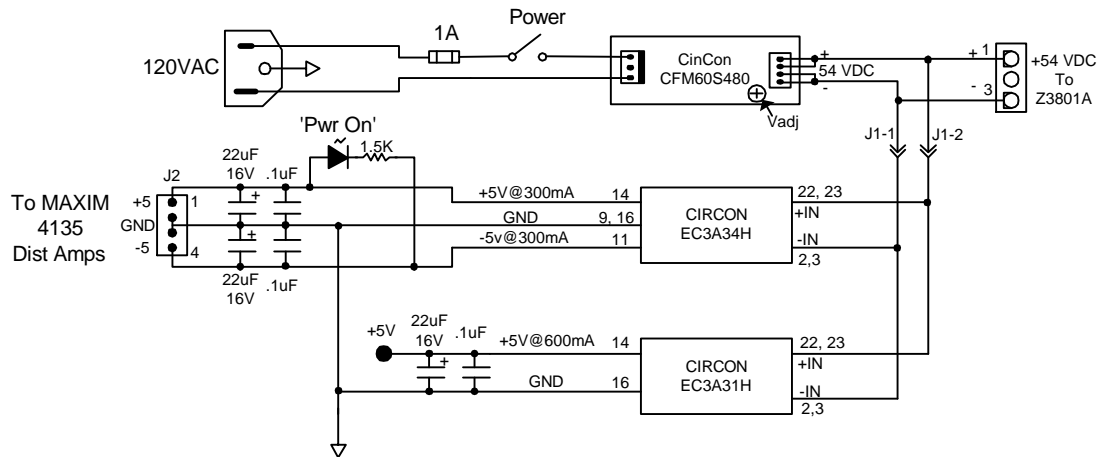 Power
1A
120VAC
CinCon
CFM60S480
+
54 VDC
-
Vadj
+
1
-
3
+54 VDC
To
Z3801A
J1-1
J1-2
'Pwr On'
1.5K
22uF
16V
.1uF
+
J2
To MAXIM
4135
Dist Amps
+5
1
GND
-5
4
+
22uF
16V
.1uF
+5V@300mA
14
GND
9, 16
-5v@300mA
11
CIRCON
EC3A34H
22, 23
+IN
-IN
2,3
+5V
22uF
16V
.1uF
+
+5V@600mA
14
GND
16
CIRCON
EC3A31H
22, 23
+IN
-IN
2,3